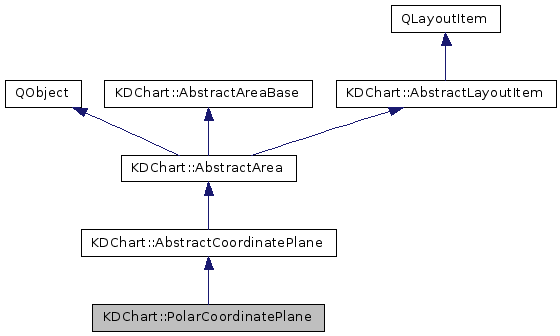 QLayoutItem
QObject
KDChart::AbstractAreaBase
KDChart::AbstractLayoutItem
KDChart::AbstractArea
KDChart::AbstractCoordinatePlane
KDChart::PolarCoordinatePlane